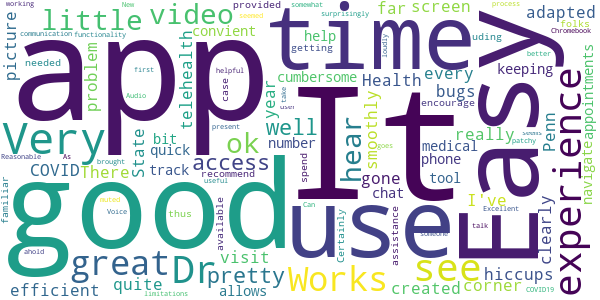 working
New
provided
somewhat
process
little
video
time
far
screen
adapted
folks
Chromebook
picture
communication
functionality
seemed
surprisingly
convient
help
getting
loudly
uding
better
needed
problem
telehealth
app
It
Easy
cumbersome
every
keeping
Audio
first
helpful
case
Health
bugs
encourage
Very
ok
well
take
user
appointments
State
bit
quick
access
year
hear
smoothly
really
Penn
number
medical
navigate
Reasonable
As
COVID
There
track
recommend
present
phone
goes
seems
patchy
ahold
brought
useful
spend
gone
tool
chat
experience
familiar
good
use
I've
clearly
muted
thus
available
Can
assistance
Excellent
Voice
Certainly
someone
talk
great
Dr
visit
see
corner
hiccups
efficient
quite
pretty
allows
Works
created
COVID19
limitations